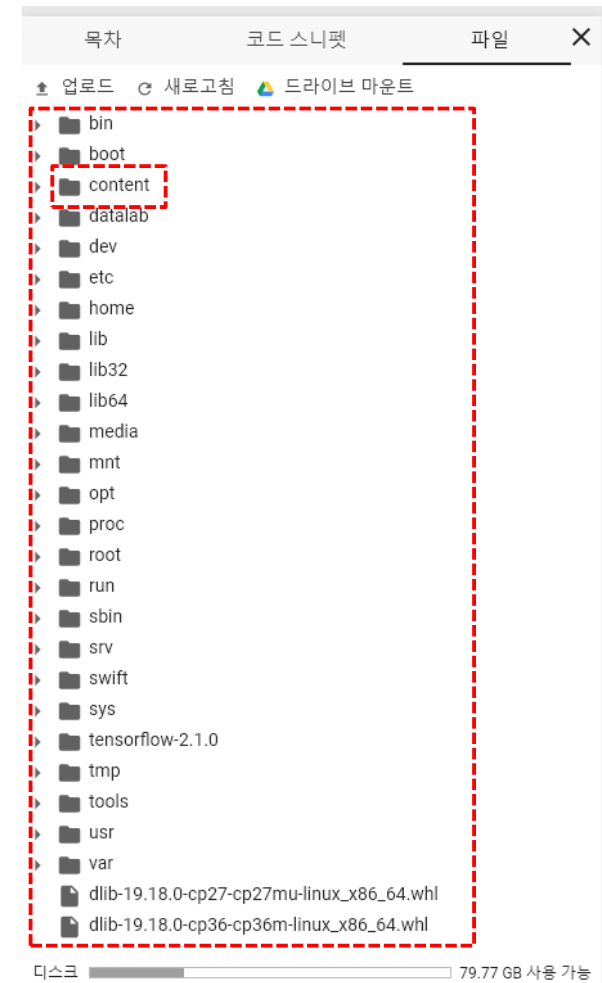 목차 코드 스니펫 파일
업로드 새로고침 드라이브 마운트
bin
boot
content
datalab
dev
etc
home
lib
lib32
lib64
media
mnt
opt
proc
root
run
sbin
srv
swift
sys
tensorflow-2.1.0
tmp
tools
usr
var
dlib-19.18.0-cp27-cp27mu-linux_x86_64.whl
dlib-19.18.0-cp36-cp36m-linux_x86_64.whl
디스크 79.77 GB 사용 가능